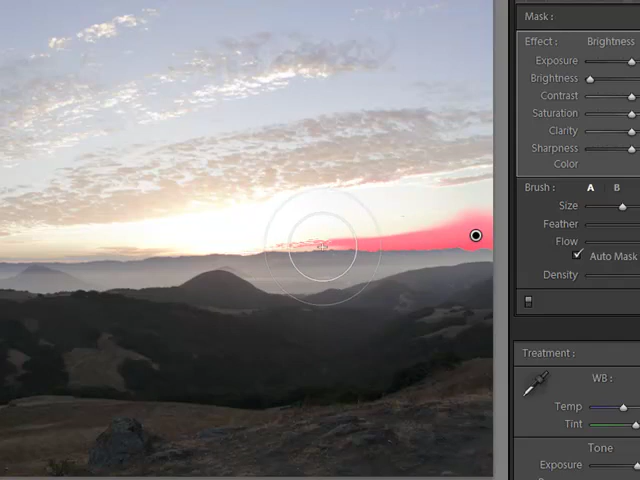 Mask :
Effect : Brightness
Exposure
Brightness
Contrast
Saturation
Clarity
Sharpness
Color
Brush : A B
Size
Feather
Flow
Auto Mask
Density
Treatment :
WB :
Temp
Tint
Tone
Exposure